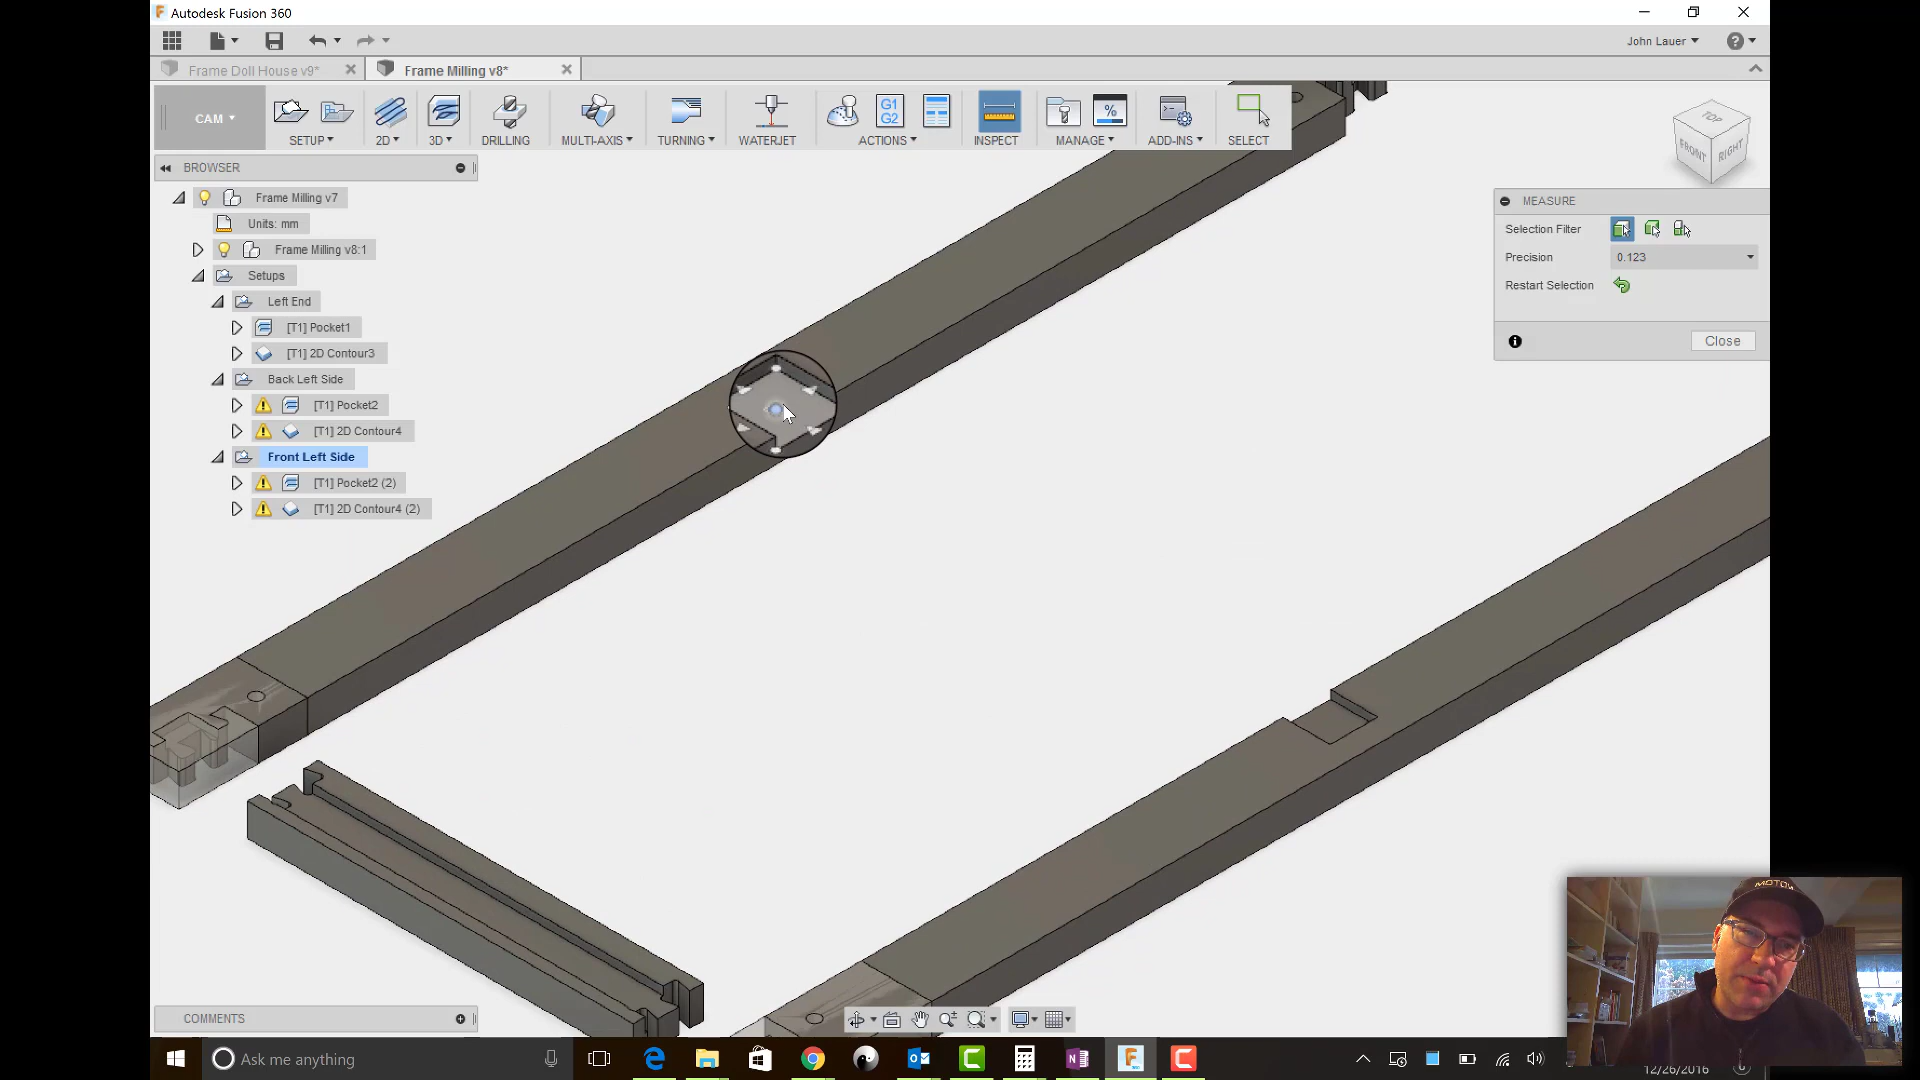 Autodesk Fusion 360
John Lauer
Frame Doll House v9*
Frame Milling v8*
CAM
G1
G2
%
SETUP
2D
3D
DRILLING
MULTI-AXIS
TURNING
WATERJET
ACTIONS
INSPECT
MANAGE
ADD-INS
SELECT
TOP
FRONT
RIGHT
BROWSER
Frame Milling v7
Units: mm
Frame Milling v8:1
Setups
Left End
[T1] Pocket1
[T1] 2D Contour3
Back Left Side
[T1] Pocket2
[T1] 2D Contour4
Front Left Side
[T1] Pocket2 (2)
[T1] 2D Contour4 (2)
MEASURE
Selection Filter
Precision
0.123
Restart Selection
Close
COMMENTS
Ask me anything
12/26/2016